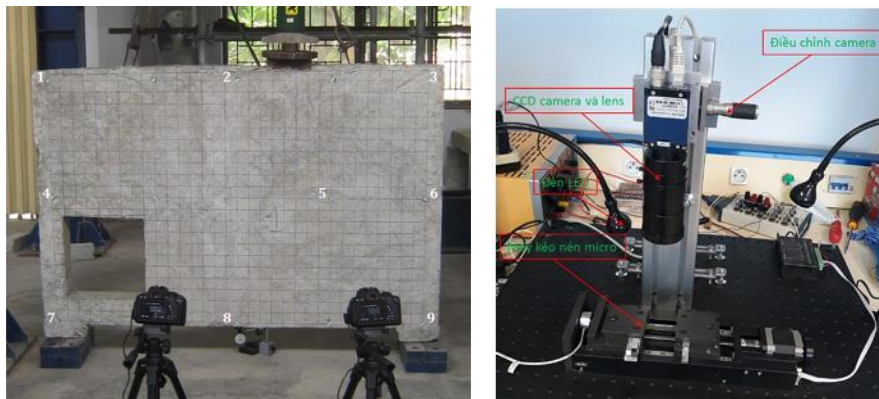 1 2 3
4 5 6
7 8 9
Điều chỉnh camera
CCD camera và lens
Đèn LED
Máy kéo nén micro